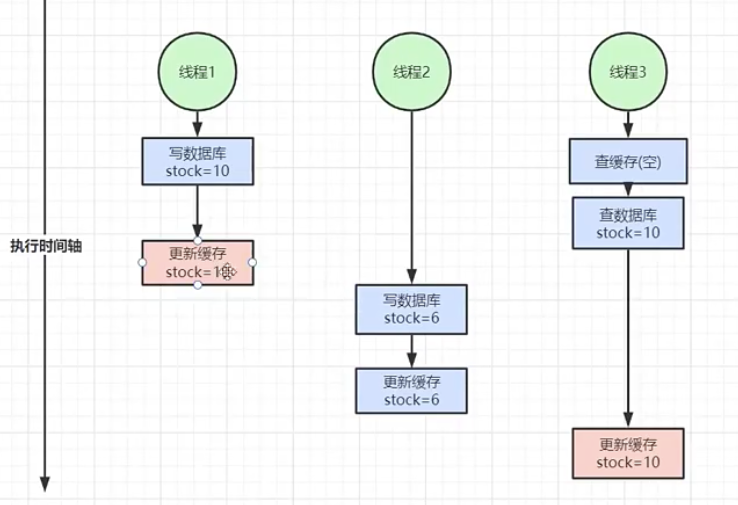 线程1
写数据库
stock=10
更新缓存
执行时间轴
线程2
写数据库
stock=6
更新缓存
stock=6
线程3
查缓存(空)
查数据库
stock=10
更新缓存
stock=10